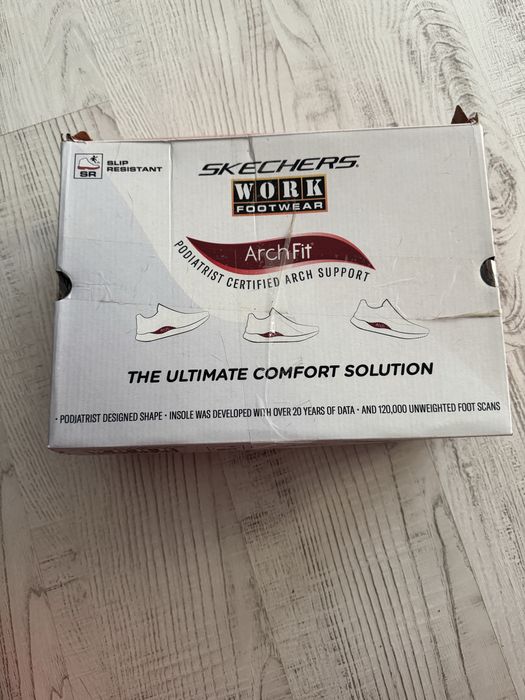 SR
SLIP
RESISTANT
SKECHERS
WORK
FOOTWEAR
Arch Fit
PODIATRIST CERTIFIED ARCH SUPPORT
THE ULTIMATE COMFORT SOLUTION
• PODIATRIST DESIGNED SHAPE • INSOLE WAS DEVELOPED WITH OVER 20 YEARS OF DATA • AND 120,000 UNWEIGHTED FOOT SCANS